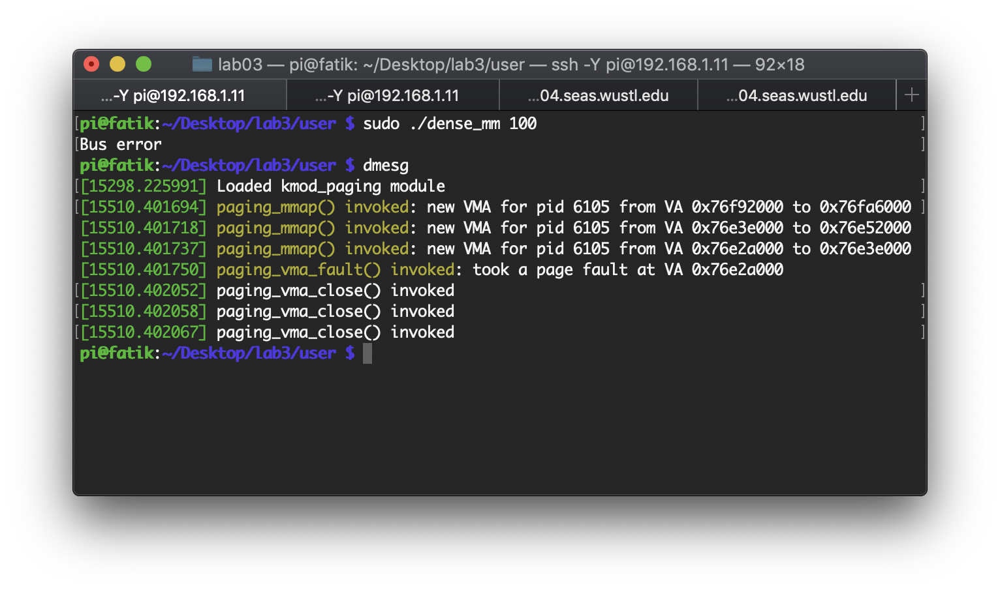 lab03 — pi@fatik: ~/Desktop/lab3/user — ssh -Y pi@192.168.1.11 — 92×18
...-Y pi@192.168.1.11 ...-Y pi@192.168.1.11 ...04.seas.wustl.edu ...04.seas.wustl.edu +
[pi@fatik:~/Desktop/lab3/user $ sudo ./dense_mm 100 ]
[Bus error ]
pi@fatik:~/Desktop/lab3/user $ dmesg
[[15298.225991] Loaded kmod_paging module ]
[[15510.401694] paging_mmap() invoked: new VMA for pid 6105 from VA 0x76f92000 to 0x76fa6000 ]
[15510.401718] paging_mmap() invoked: new VMA for pid 6105 from VA 0x76e3e000 to 0x76e52000
[15510.401737] paging_mmap() invoked: new VMA for pid 6105 from VA 0x76e2a000 to 0x76e3e000
[15510.401750] paging_vma_fault() invoked: took a page fault at VA 0x76e2a000
[[15510.402052] paging_vma_close() invoked ]
[[15510.402058] paging_vma_close() invoked ]
[[15510.402067] paging_vma_close() invoked ]
pi@fatik:~/Desktop/lab3/user $